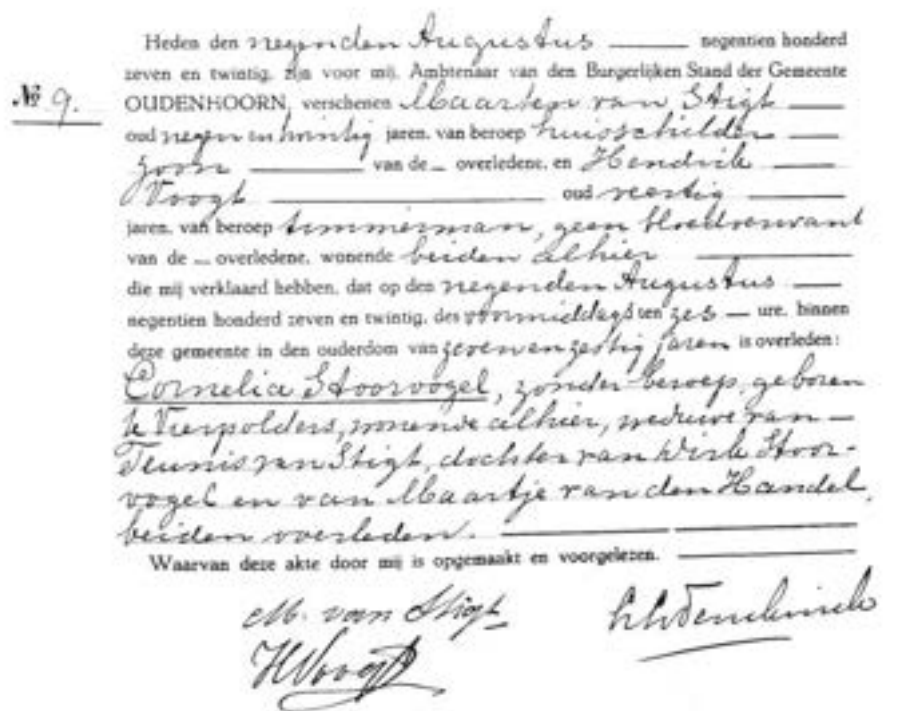 Heden den negenden Augustus negentien honderd
zeven en twintig, zijn voor mij, Ambtenaar van den Burgerlijken Stand der Gemeente
№ 9. OUDENHOORN, verschenen Maarten van Stigt
oud negen en twintig jaren, van beroep huisschilder
zoon van de overledene, en Hendrik
Voogt oud veertig
jaren, van beroep timmerman, geen bloedverwant
van de overledene, wonende beiden alhier
die mij verklaard hebben, dat op den negenden Augustus
negentien honderd zeven en twintig, des voormiddags ten zes ure, binnen
deze gemeente in den ouderdom van zeven en zestig jaren is overleden:
Cornelia Stoorvogel, zonder beroep, geboren
te Vierpolders, wonende alhier, weduwe van
Teunis van Stigt, dochter van Dirk Stoor-
vogel en van Maartje van den Handel,
beiden overleden.
Waarvan deze akte door mij is opgemaakt en voorgelezen.
M. van Stigt
HVoogt